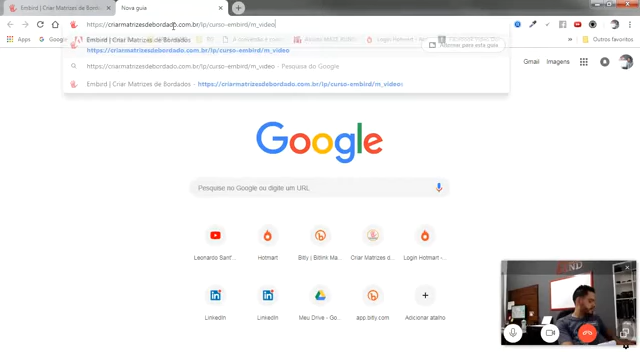 Embird | Criar Matrizes de B
Nova guia
https://criarmatrizesdebordado.com.br/lp/curso-embird/m_video
Embird | Criar Matrizes de Bordados
https://criarmatrizesdebordado.com.br/lp/curso-embird/m_video
Alternar para esta guia
https://criarmatrizesdebordado.com.br/lp/curso-embird/m_video - Pesquisa do Google
Embird | Criar Matrizes de Bordados - https://criarmatrizesdebordado.com.br/lp/curso-embird/m_videos
Apps
Google
Outros favoritos
Gmail Imagens
Google
Pesquise no Google ou digite um URL
Leonardo Sant'...
Hotmart
Bitly | Bitlink Ma...
Criar Matrizes d...
Login Hotmart -...
LinkedIn
LinkedIn
Meu Drive - Go...
app.bitly.com
Adicionar atalho